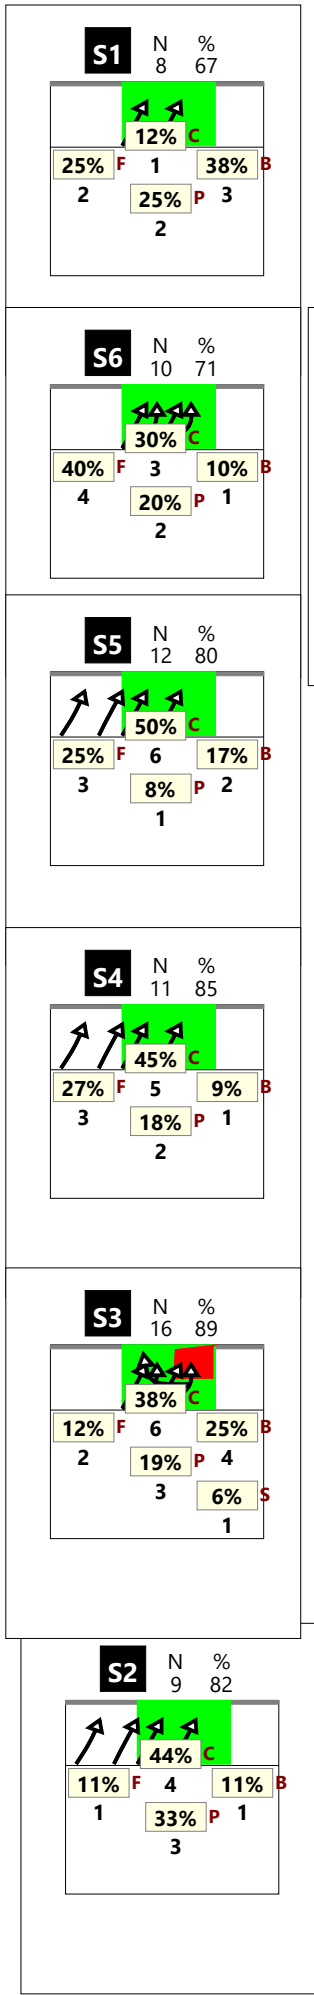 S1 N %
8 67
12% C
25% F 1 38% B
2 25% P 3
2
S6 N %
10 71
30% C
40% F 3 10% B
4 20% P 1
2
S5 N %
12 80
50% C
25% F 6 17% B
3 8% P 2
1
S4 N %
11 85
45% C
27% F 5 9% B
3 18% P 1
2
S3 N %
16 89
38% C
12% F 6 25% B
2 19% P 4
3 6% S
1
S2 N %
9 82
44% C
11% F 4 11% B
1 33% P 1
3